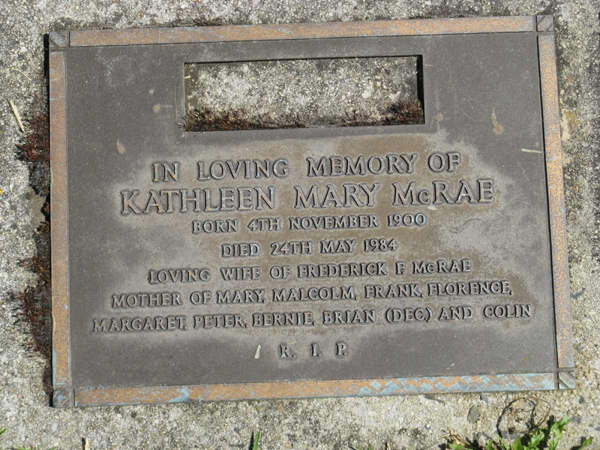 IN LOVING MEMORY OF
KATHLEEN MARY McRAE
BORN 4TH NOVEMBER 1900
DIED 24TH MAY 1984
LOVING WIFE OF FREDERICK F. McRAE
MOTHER OF MARY, MALCOLM, FRANK, FLORENCE,
MARGARET, PETER, BERNIE, BRIAN (DEC) AND COLIN
R. I. P.